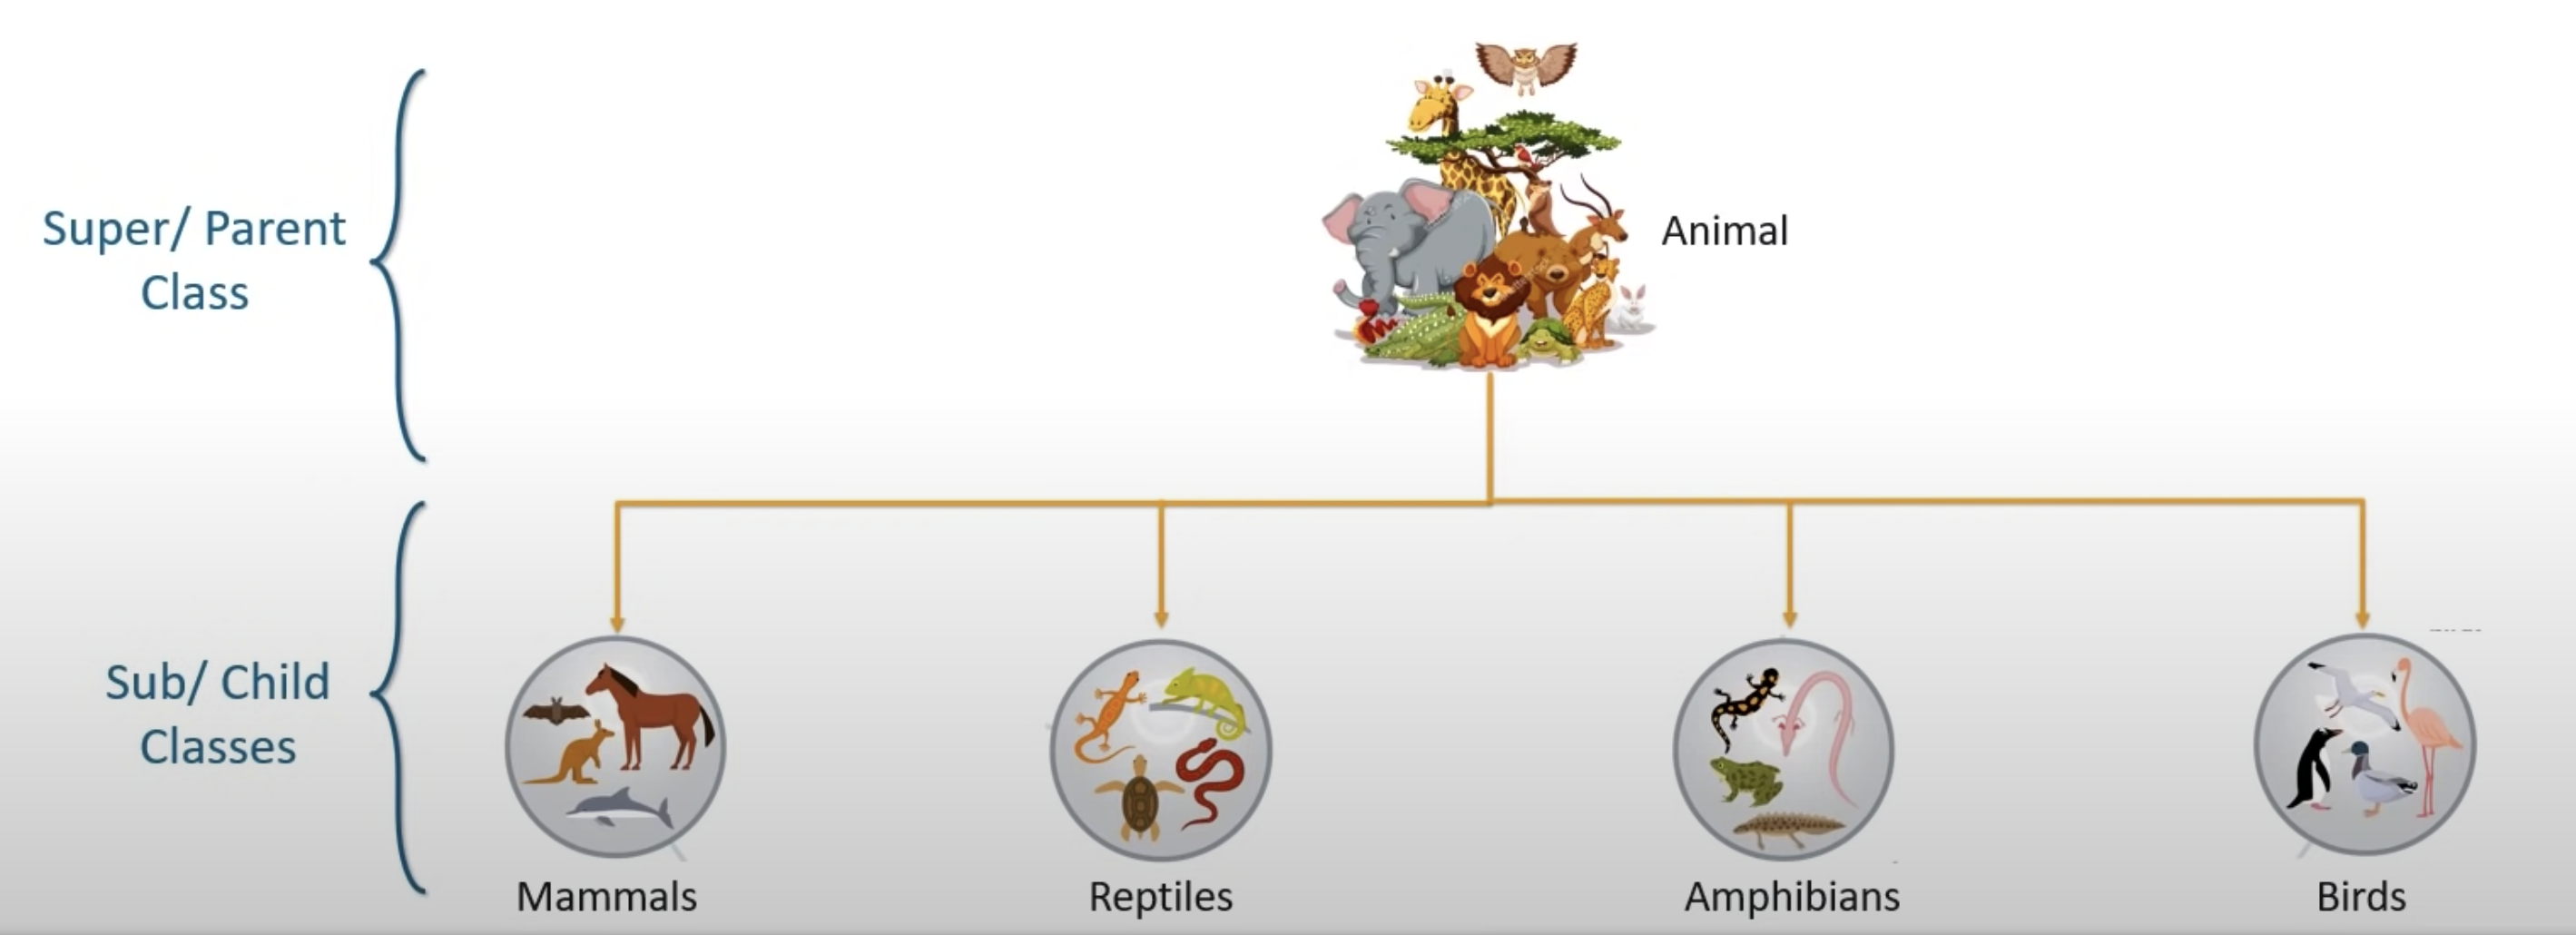 Super/ Parent
Class
Animal
Sub/ Child
Classes
Mammals
Reptiles
Amphibians
Birds